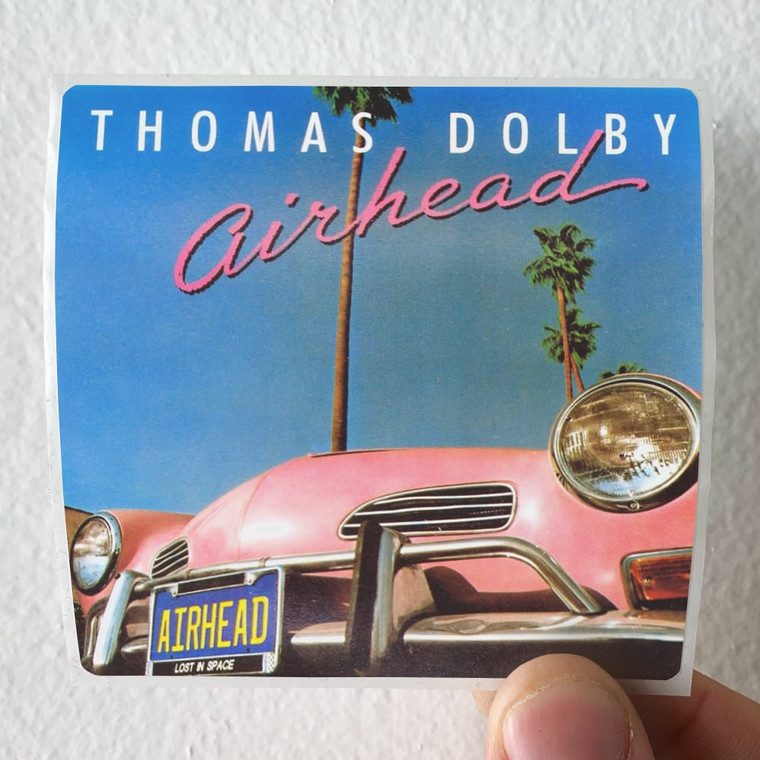 THOMAS DOLBY
Airhead
AIRHEAD
LOST IN SPACE